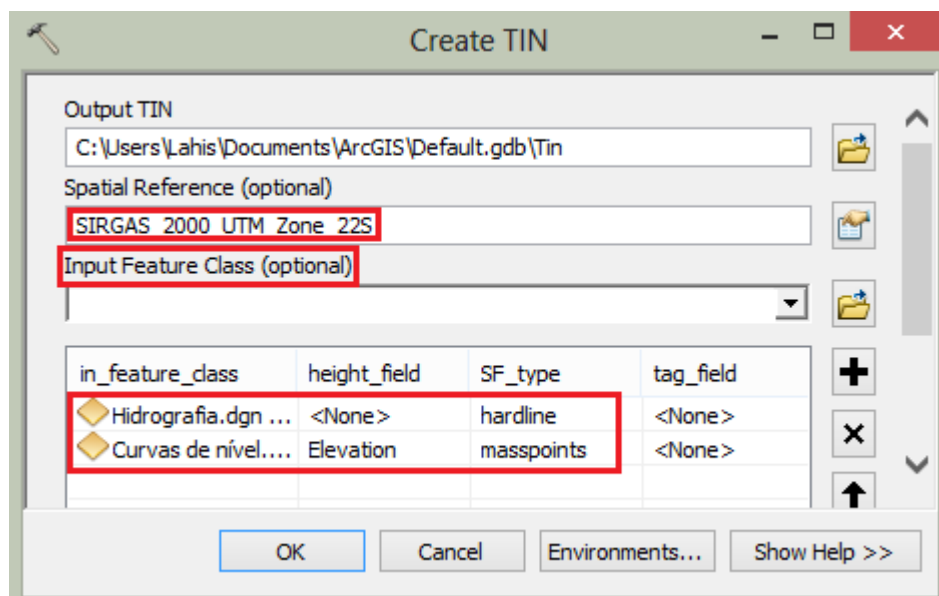 Create TIN
Output TIN
C:\Users\Lahis\Documents\ArcGIS\Default.gdb\Tin
Spatial Reference (optional)
SIRGAS_2000_UTM_Zone_22S
Input Feature Class (optional)
in_feature_class height_field SF_type tag_field
Hidrografia.dgn ... <None> hardline <None>
Curvas de nível.... Elevation masspoints <None>
OK Cancel Environments... Show Help >>